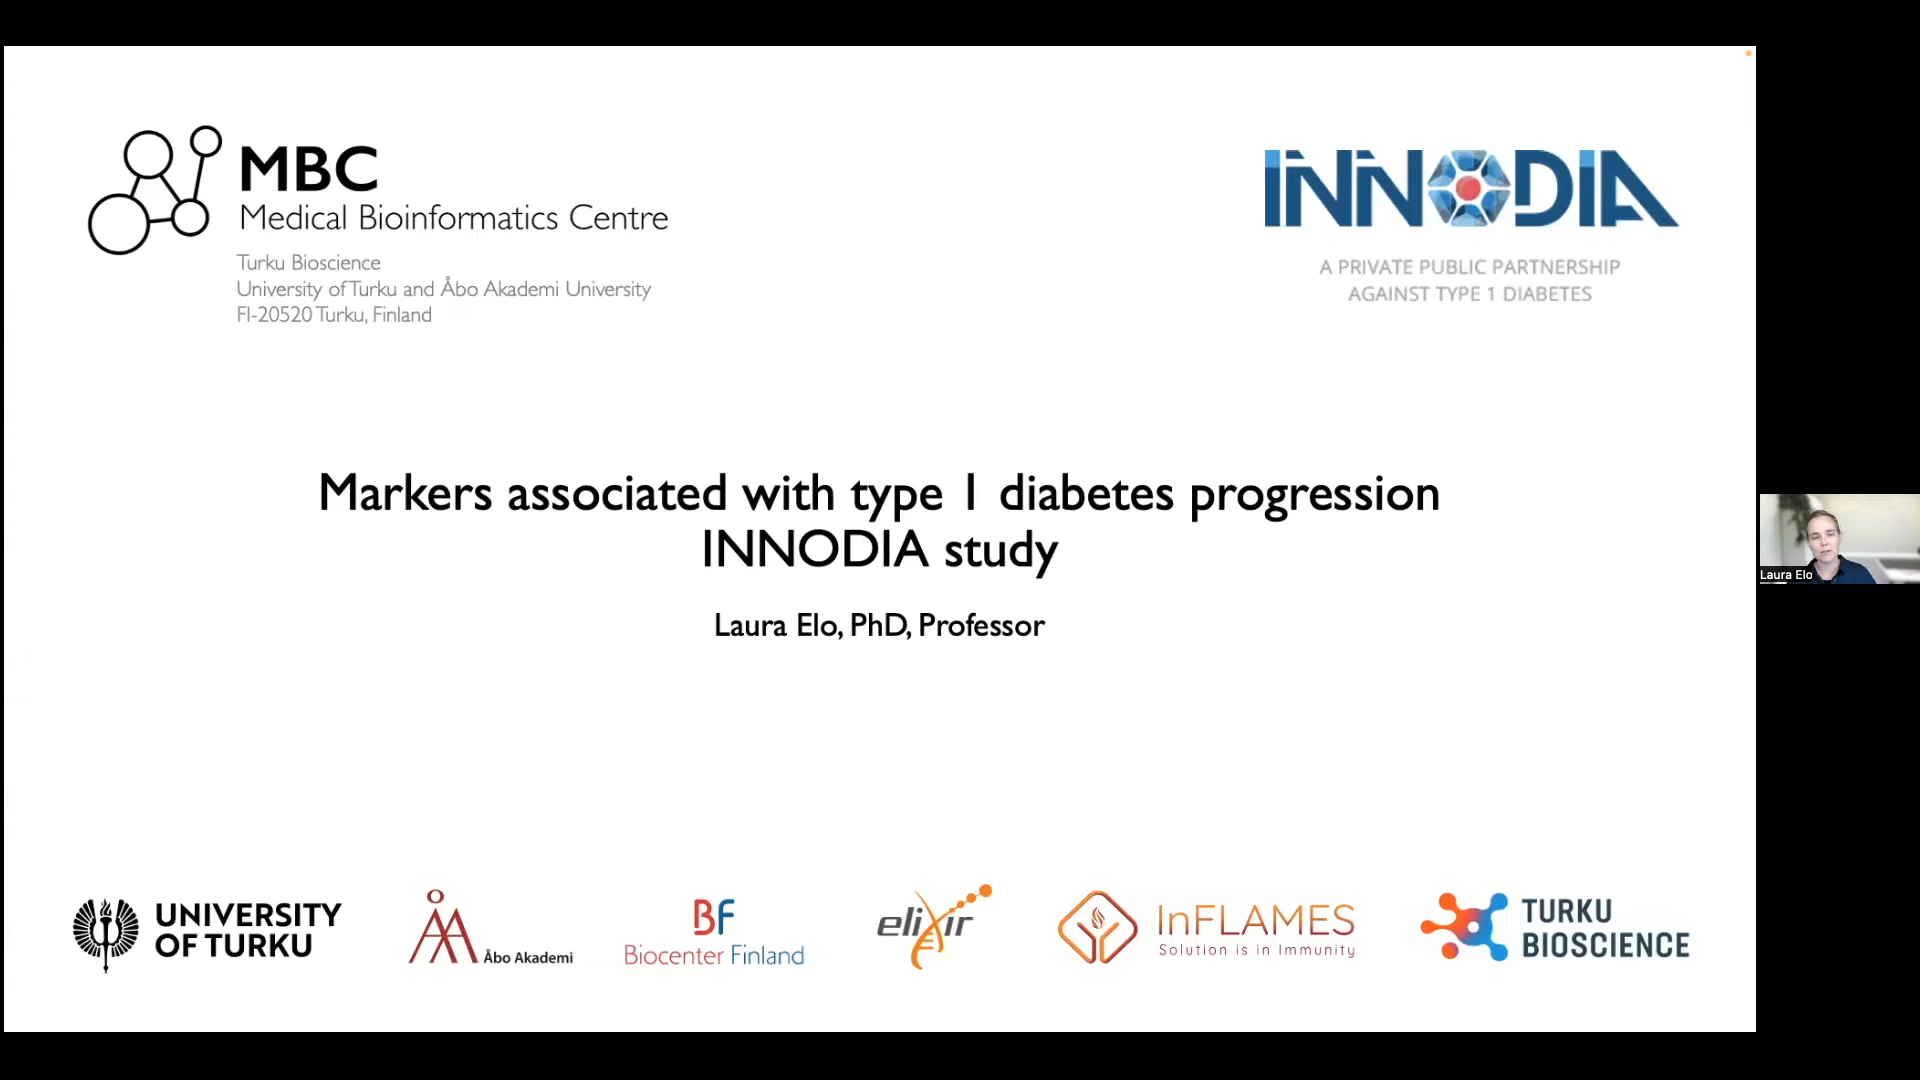 MBC
Medical Bioinformatics Centre
Turku Bioscience
University of Turku and Åbo Akademi University
FI-20520 Turku, Finland
INNODIA
A PRIVATE PUBLIC PARTNERSHIP
AGAINST TYPE 1 DIABETES
Markers associated with type 1 diabetes progression
INNODIA study
Laura Elo, PhD, Professor
Laura Elo
UNIVERSITY
OF TURKU
Åbo Akademi
BF
Biocenter Finland
elixir
InFLAMES
Solution is in Immunity
TURKU
BIOSCIENCE